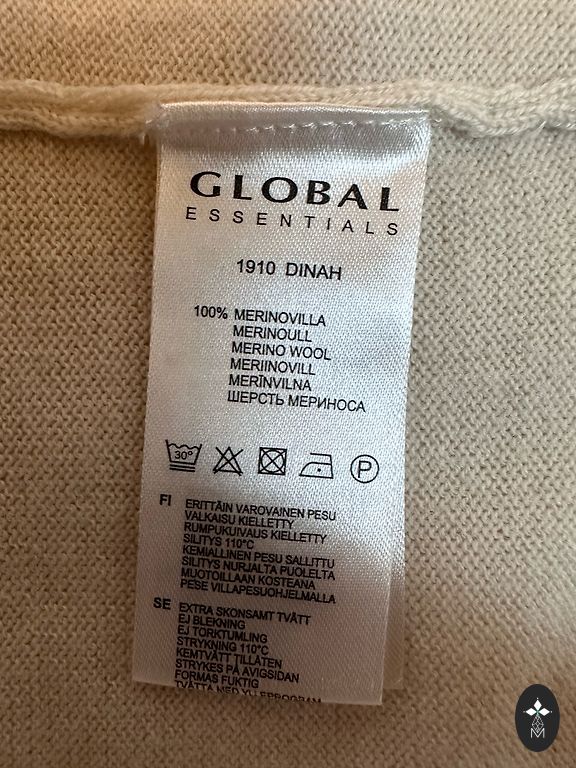 GLOBAL
ESSENTIALS
1910 DINAH
100% MERINOVILLA
MERINOULL
MERINO WOOL
MERIINOVILL
MERĪNVILNA
ШЕРСТЬ МЕРИНОСА
30°
P
FI ERITTÄIN VAROVAINEN PESU
VALKAISU KIELLETTY
RUMPUKUIVAUS KIELLETTY
SILITYS 110°C
KEMIALLINEN PESU SALLITTU
SILITYS NURJALTA PUOLELTA
MUOTOILLAAN KOSTEANA
PESE VILLAPESUOHJELMALLA
SE EXTRA SKONSAMT TVÄTT
EJ BLEKNING
EJ TORKTUMLING
STRYKNING 110°C
KEMTVÄTT TILLÅTEN
STRYKES PÅ AVIGSIDAN
FORMAS FUKTIG